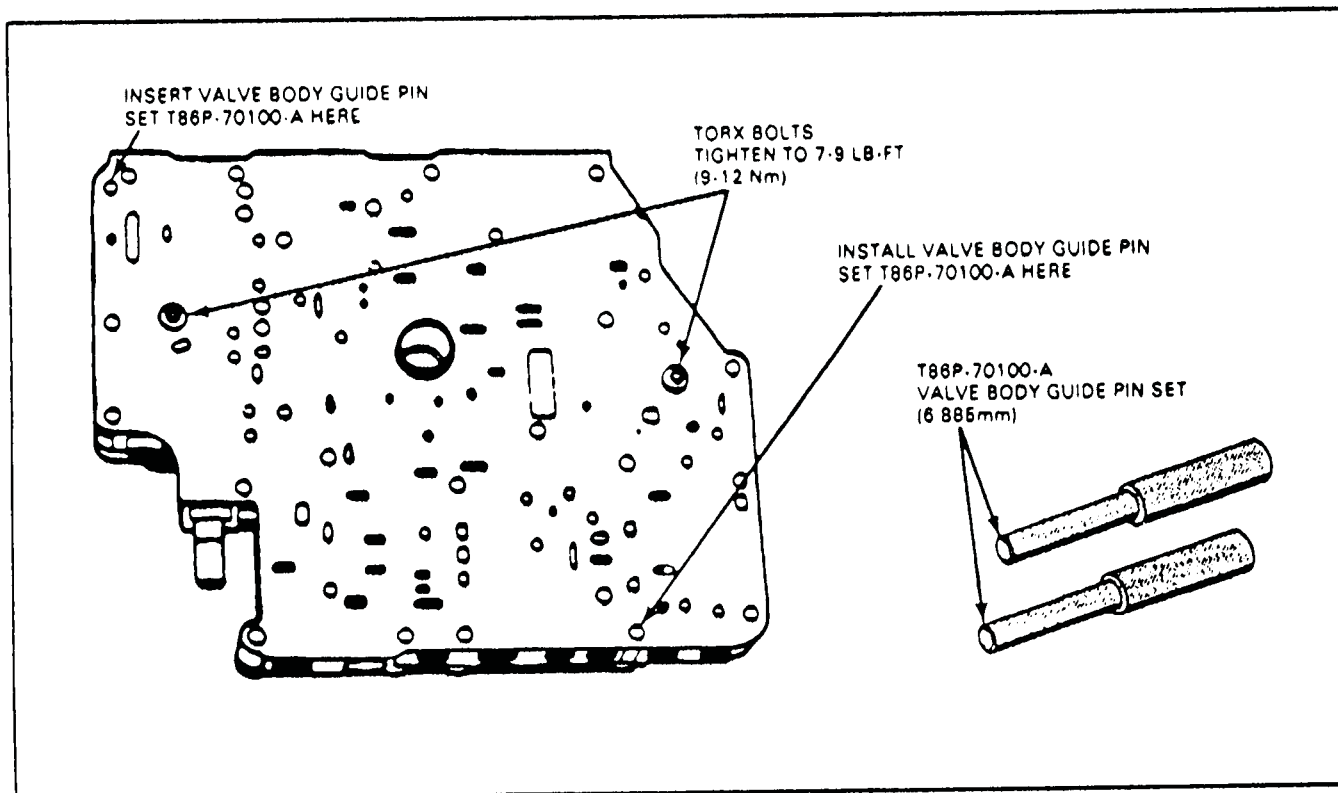 INSERT VALVE BODY GUIDE PIN
SET T86P-70100-A HERE
TORX BOLTS
TIGHTEN TO 7-9 LB-FT
(9-12 Nm)
INSTALL VALVE BODY GUIDE PIN
SET T86P-70100-A HERE
T86P-70100-A
VALVE BODY GUIDE PIN SET
(6 885mm)